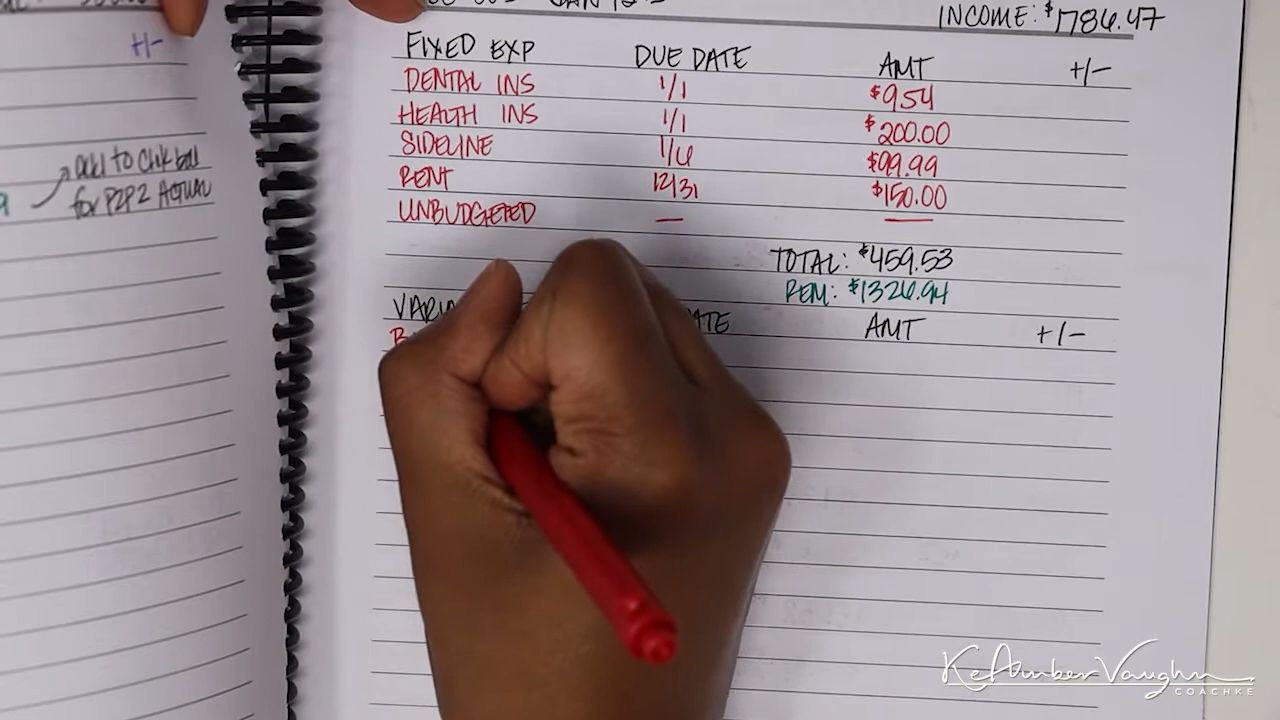 INCOME: $1786.47
+/-
FIXED EXP DUE DATE AMT +/-
DENTAL INS 1/1 $9.54
HEALTH INS 1/1 $200.00
SIDELINE 1/6 $99.99
RENT 12/31 $150.00
UNBUDGETED — —
add to Clik bill
for P2P2 ACTUAL
TOTAL: $459.53
REM: $1326.94
AMT +/-
KeAmber Vaughn
COACHKE